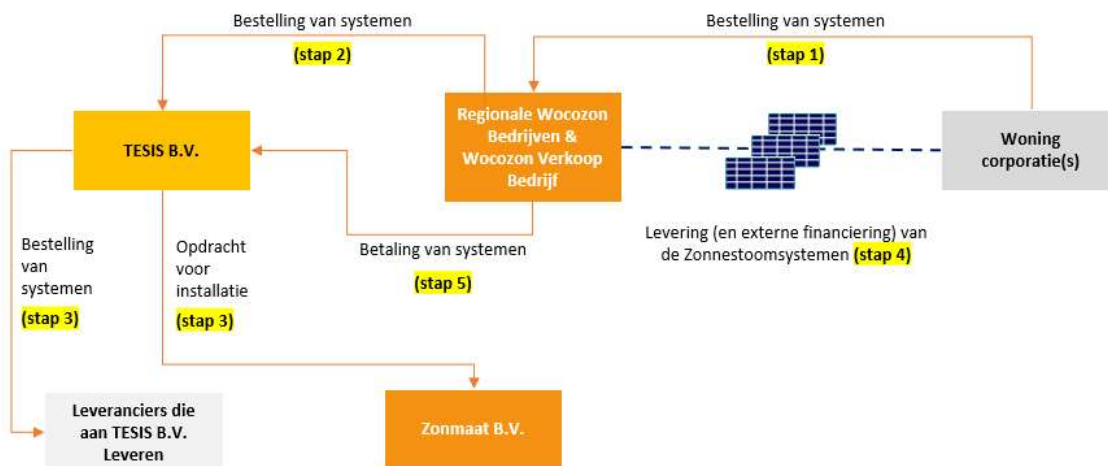 Bestelling van systemen
(stap 2)
Bestelling van systemen
(stap 1)
TESIS B.V.
Regionale Wocozon
Bedrijven &
Wocozon Verkoop
Bedrijf
Woning
corporatie(s)
Bestelling
van
systemen
(stap 3)
Opdracht
voor
installatie
(stap 3)
Betaling van systemen
(stap 5)
Levering (en externe financiering) van
de Zonnestoomsystemen (stap 4)
Leveranciers die
aan TESIS B.V.
Leveren
Zonmaat B.V.